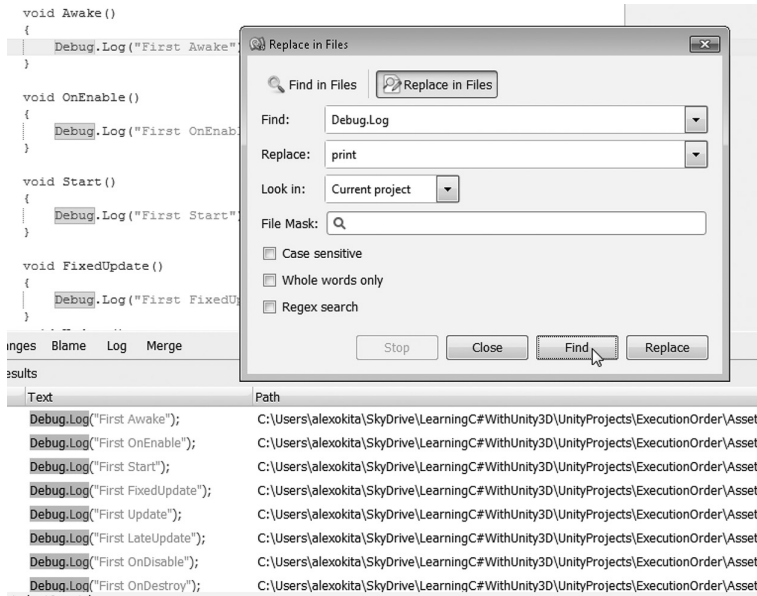 void Awake()
{
Debug.Log("First Awake")
}
void OnEnable()
{
Debug.Log("First OnEnabl
}
void Start()
{
Debug.Log("First Start")
}
void FixedUpdate()
{
Debug.Log("First FixedUp
}
Replace in Files
Find in Files
Replace in Files
Find:
Debug.Log
Replace:
print
Look in:
Current project
File Mask:
Case sensitive
Whole words only
Regex search
Stop
Close
Find
Replace
anges Blame Log Merge
esults
Text Path
Debug.Log("First Awake"); C:\Users\alexokita\SkyDrive\LearningC#WithUnity3D\UnityProjects\ExecutionOrder\Asset
Debug.Log("First OnEnable"); C:\Users\alexokita\SkyDrive\LearningC#WithUnity3D\UnityProjects\ExecutionOrder\Asset
Debug.Log("First Start"); C:\Users\alexokita\SkyDrive\LearningC#WithUnity3D\UnityProjects\ExecutionOrder\Asset
Debug.Log("First FixedUpdate"); C:\Users\alexokita\SkyDrive\LearningC#WithUnity3D\UnityProjects\ExecutionOrder\Asset
Debug.Log("First Update"); C:\Users\alexokita\SkyDrive\LearningC#WithUnity3D\UnityProjects\ExecutionOrder\Asset
Debug.Log("First LateUpdate"); C:\Users\alexokita\SkyDrive\LearningC#WithUnity3D\UnityProjects\ExecutionOrder\Asset
Debug.Log("First OnDisable"); C:\Users\alexokita\SkyDrive\LearningC#WithUnity3D\UnityProjects\ExecutionOrder\Asset
Debug.Log("First OnDestroy"); C:\Users\alexokita\SkyDrive\LearningC#WithUnity3D\UnityProjects\ExecutionOrder\Asset